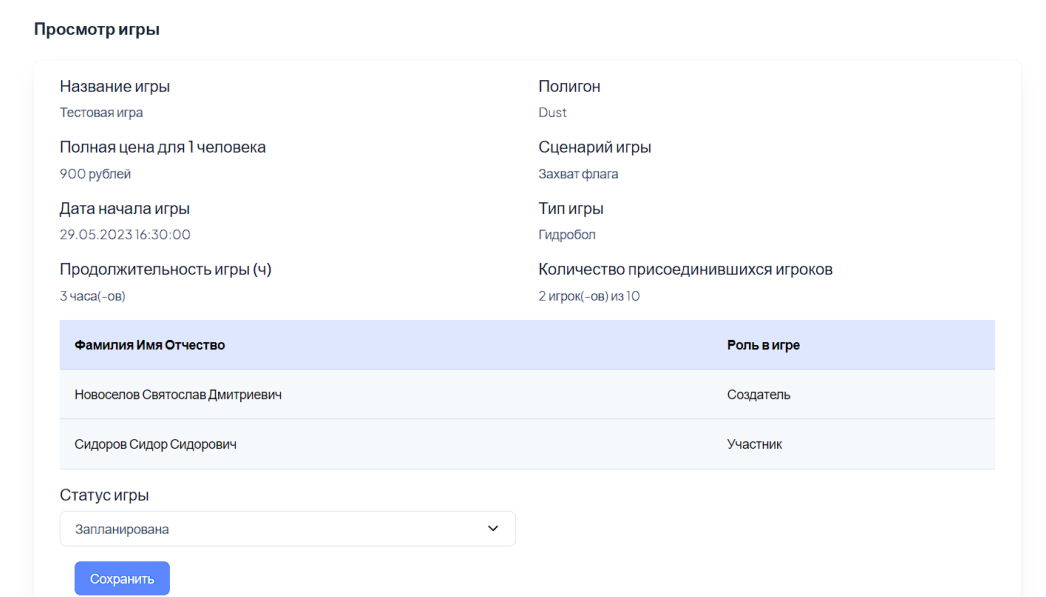 Просмотр игры
Название игры
Полигон
Тестовая игра
Dust
Полная цена для 1 человека
Сценарий игры
900 рублей
Захват флага
Дата начала игры
Тип игры
29.05.2023 16:30:00
Гидробол
Продолжительность игры (ч)
Количество присоединившихся игроков
3 часа(-ов)
2 игрок(-ов) из 10
Фамилия Имя Отчество
Роль в игре
Новоселов Святослав Дмитриевич
Создатель
Сидоров Сидор Сидорович
Участник
Статус игры
Запланирована
Сохранить